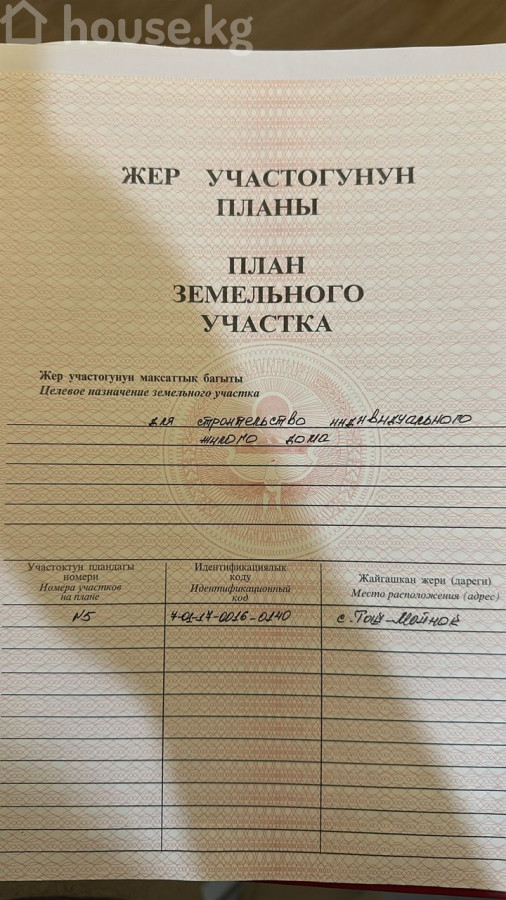 house.kg
ЖЕР УЧАСТОГУНУН
ПЛАНЫ
ПЛАН
ЗЕМЕЛЬНОГО
УЧАСТКА
Жер участогунун максаттык багыты
Целевое назначение земельного участка
для строительство индивидуального
жилого дома
Участоктун пландагы
номери
Номера участков
на плане
Идентификациялык
коду
Идентификационный
код
Жайгашкан жери (дареги)
Место расположения (адрес)
№5
7-01-17-0016-0140
с. Таш-Мойнок